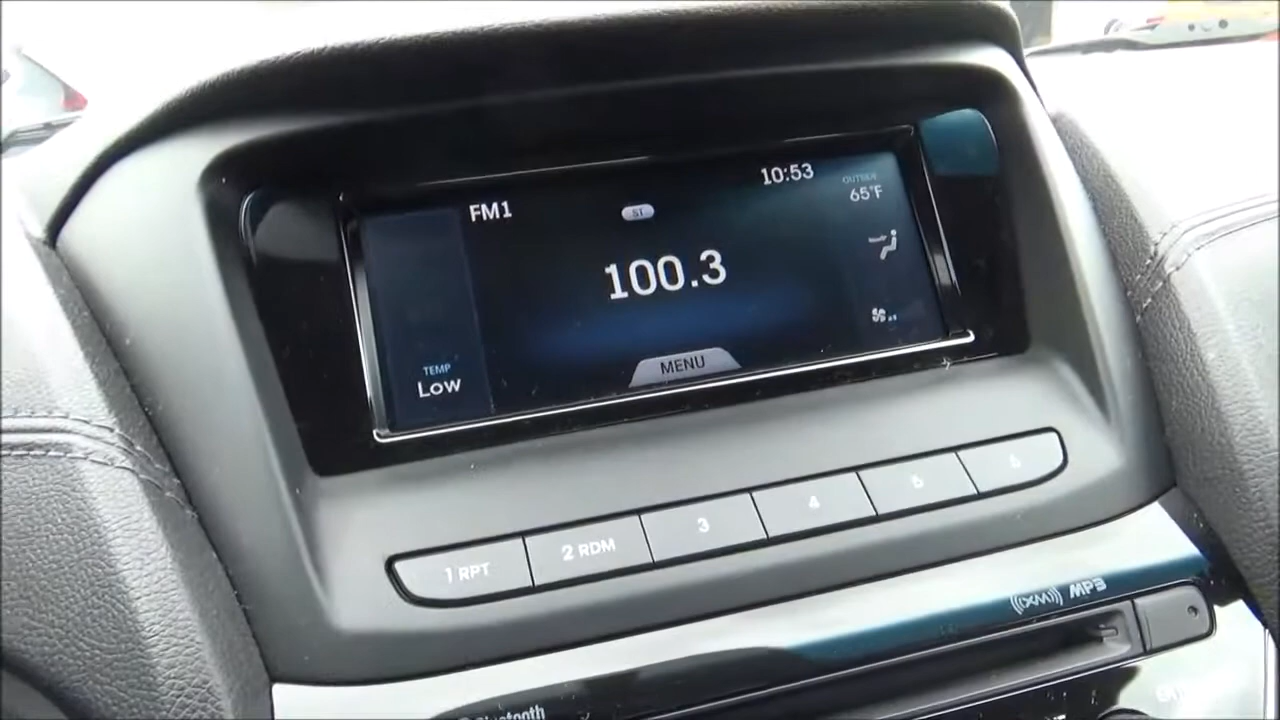 10:53
OUTSIDE
65°F
FM1
ST
100.3
TEMP
Low
MENU
1 RPT
2 RDM
3
4
5
6
XM
MP3
Bluetooth